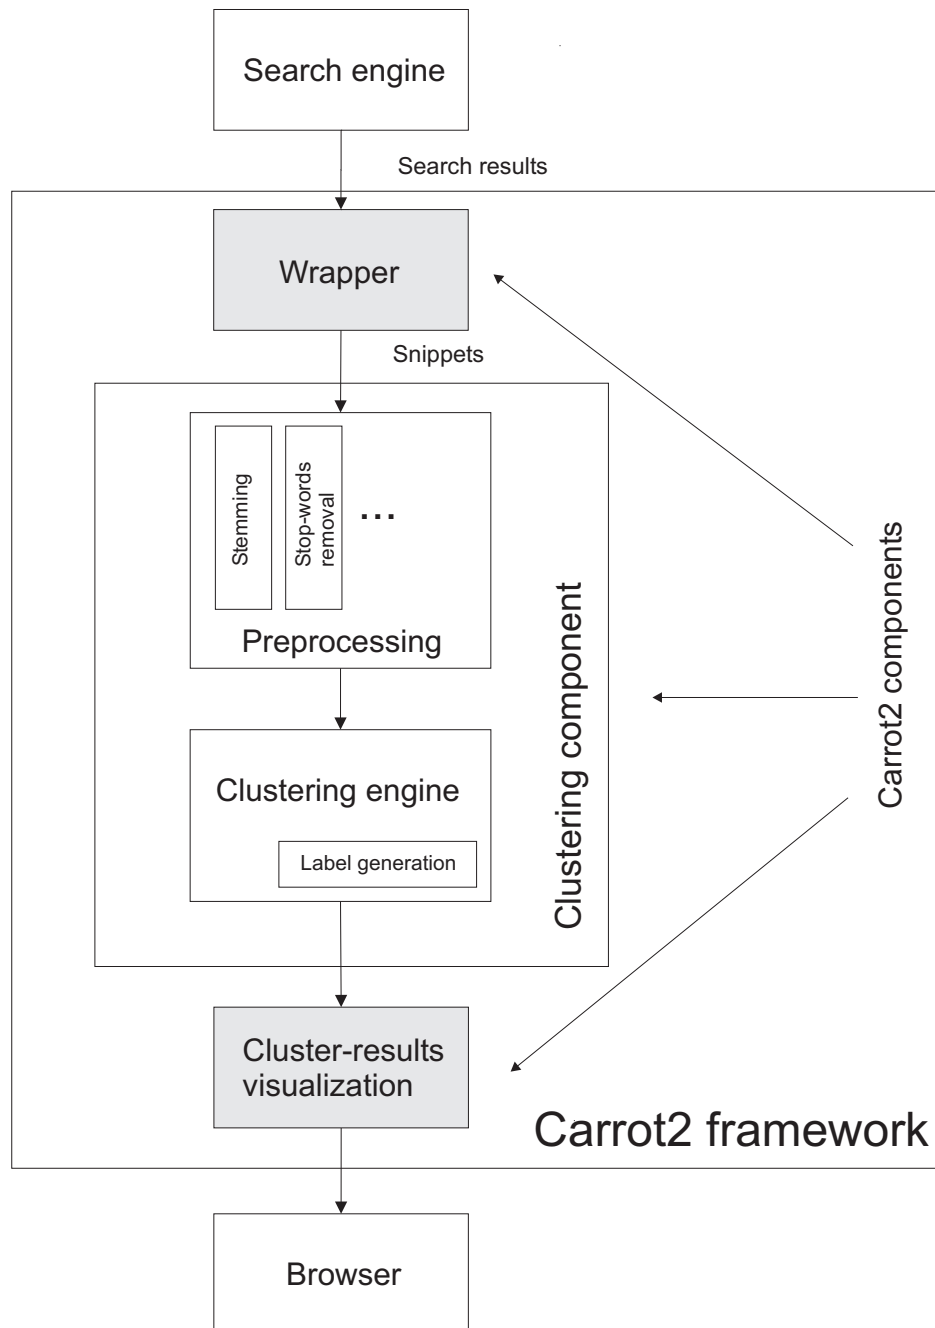 Search engine
Search results
Wrapper
Snippets
Stemming
Stop-words
removal
...
Preprocessing
Clustering engine
Label generation
Clustering component
Carrot2 components
Cluster-results
visualization
Carrot2 framework
Browser